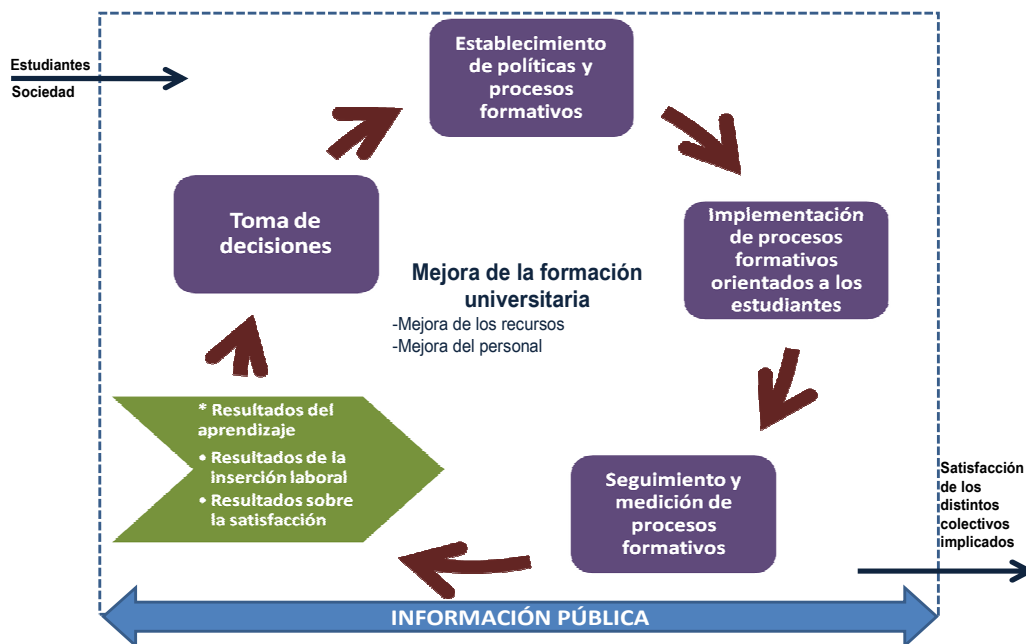 Estudiantes
Sociedad
Establecimiento
de políticas y
procesos
formativos
Implementación
de procesos
formativos
orientados a los
estudiantes
Toma de
decisiones
Mejora de la formación
universitaria
-Mejora de los recursos
-Mejora del personal
* Resultados del
aprendizaje
• Resultados de la
inserción laboral
• Resultados sobre
la satisfacción
Seguimiento y
medición de
procesos
formativos
Satisfacción
de los
distintos
colectivos
implicados
INFORMACIÓN PÚBLICA